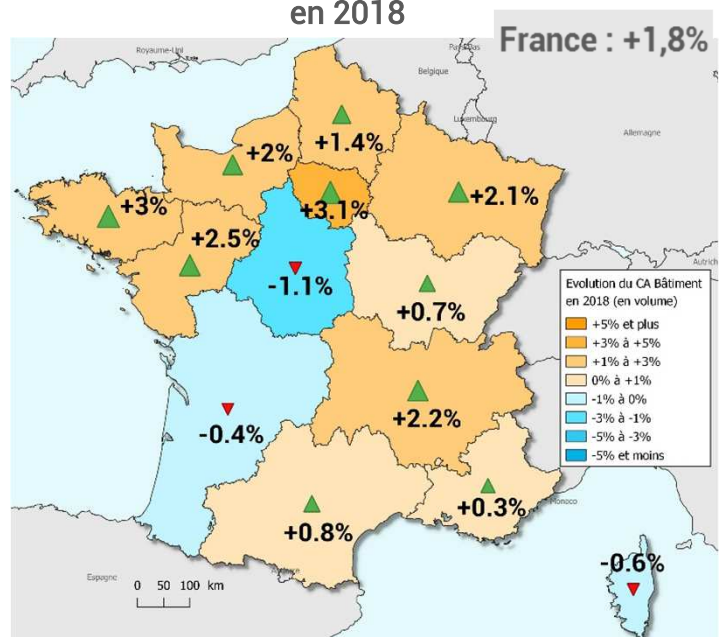 en 2018
France : +1,8%
Royaume-Uni
Belgique
Luxembourg
Allemagne
+1.4%
+2%
+3.1%
+2.1%
+3%
+2.5%
-1.1%
+0.7%
-0.4%
+2.2%
+0.8%
+0.3%
-0.6%
Evolution du CA Bâtiment
en 2018 (en volume)
+5% et plus
+3% à +5%
+1% à +3%
0% à +1%
-1% à 0%
-3% à -1%
-5% à -3%
-5% et moins
Monaco
Espagne
0 50 100 km